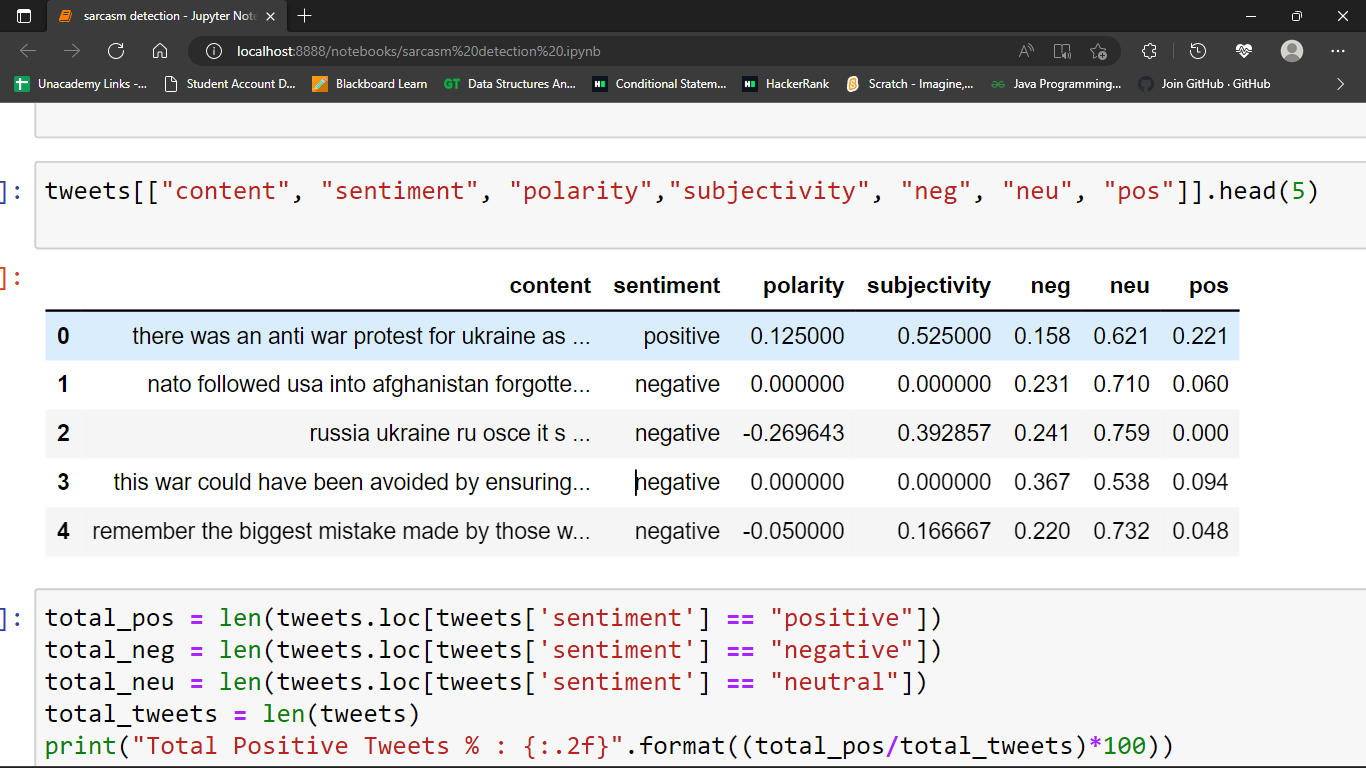 sarcasm detection - Jupyter Note
localhost:8888/notebooks/sarcasm%20detection%20.ipynb
Unacademy Links -... Student Account D... Blackboard Learn GT Data Structures An... Conditional Statem... HackerRank Scratch - Imagine,... Java Programming... Join GitHub · GitHub
]: tweets[["content", "sentiment", "polarity","subjectivity", "neg", "neu", "pos"]].head(5)
]:
content sentiment polarity subjectivity neg neu pos
0 there was an anti war protest for ukraine as ... positive 0.125000 0.525000 0.158 0.621 0.221
1 nato followed usa into afghanistan forgotte... negative 0.000000 0.000000 0.231 0.710 0.060
2 russia ukraine ru osce it s ... negative -0.269643 0.392857 0.241 0.759 0.000
3 this war could have been avoided by ensuring... negative 0.000000 0.000000 0.367 0.538 0.094
4 remember the biggest mistake made by those w... negative -0.050000 0.166667 0.220 0.732 0.048
]: total_pos = len(tweets.loc[tweets['sentiment'] == "positive"])
total_neg = len(tweets.loc[tweets['sentiment'] == "negative"])
total_neu = len(tweets.loc[tweets['sentiment'] == "neutral"])
total_tweets = len(tweets)
print("Total Positive Tweets % : {:.2f}".format((total_pos/total_tweets)*100))